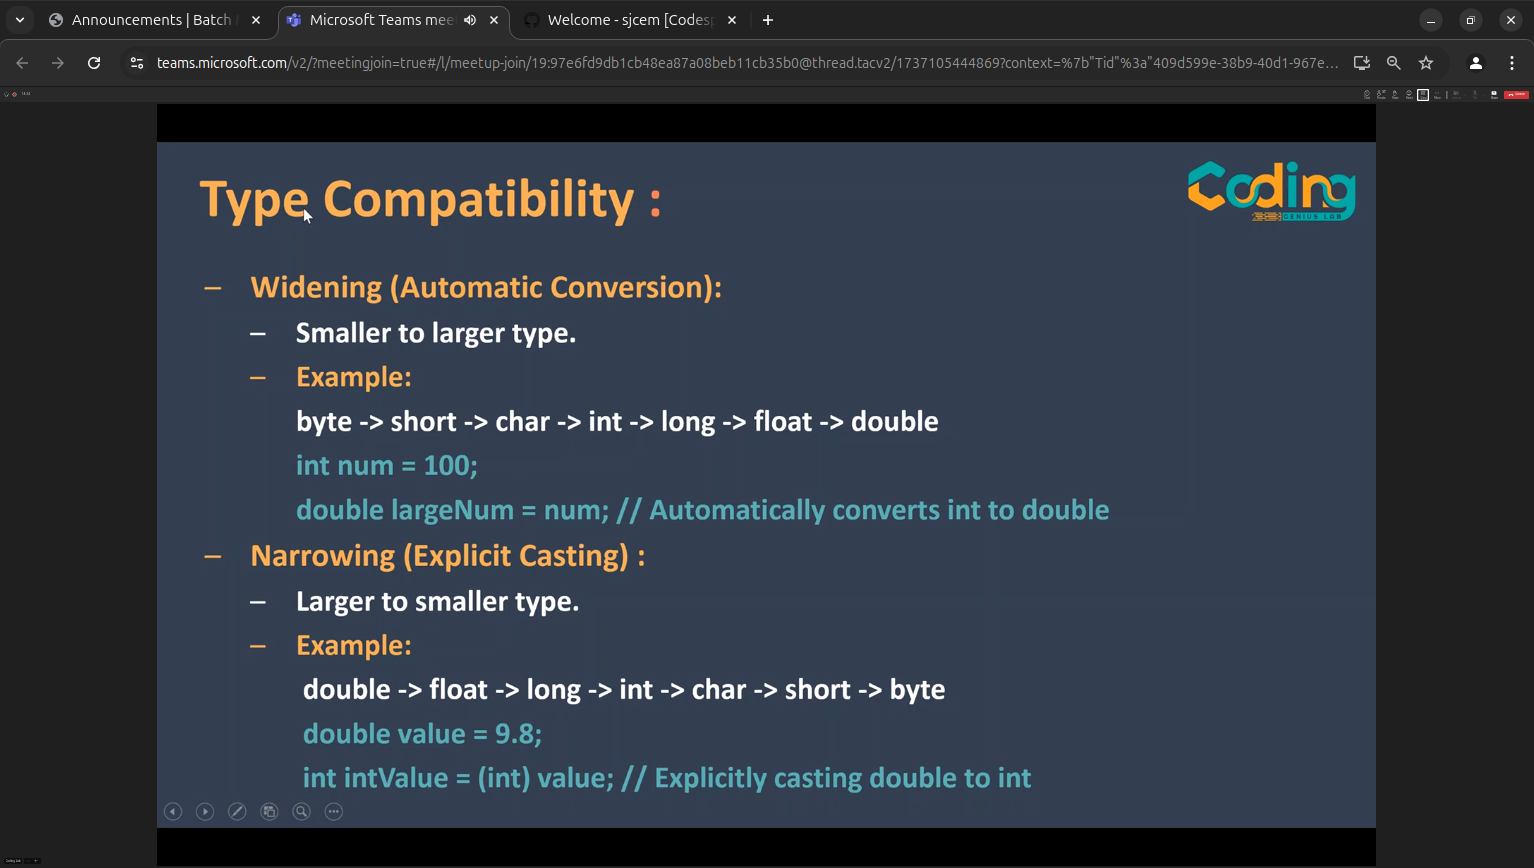 Announcements | Batch
Microsoft Teams mee
Welcome - sjcem [Codesp
teams.microsoft.com/v2/?meetingjoin=true#/l/meetup-join/19:97e6fd9db1cb48ea87a08beb11cb35b0@thread.tacv2/1737105444869?context=%7b"Tid"%3a"409d599e-38b9-40d1-967e...
Type Compatibility :
Coding
GENIUS LAB
– Widening (Automatic Conversion):
– Smaller to larger type.
– Example:
byte -> short -> char -> int -> long -> float -> double
int num = 100;
double largeNum = num; // Automatically converts int to double
– Narrowing (Explicit Casting) :
– Larger to smaller type.
– Example:
double -> float -> long -> int -> char -> short -> byte
double value = 9.8;
int intValue = (int) value; // Explicitly casting double to int